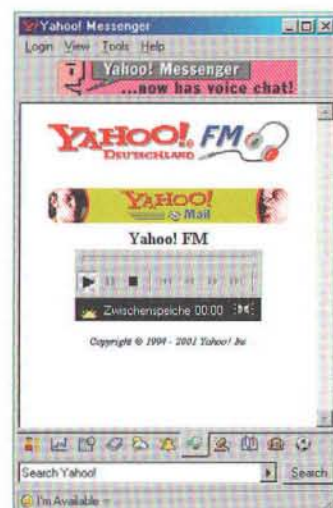 Yahoo! Messenger
Login View Tools Help
Yahoo! Messenger
...now has voice chat!
YAHOO! FM
DEUTSCHLAND
YAHOO!
Mail
Yahoo! FM
Zwischenspeiche 00:00
Copyright © 1994 - 2001 Yahoo! Inc
Search Yahoo! Search
I'm Available